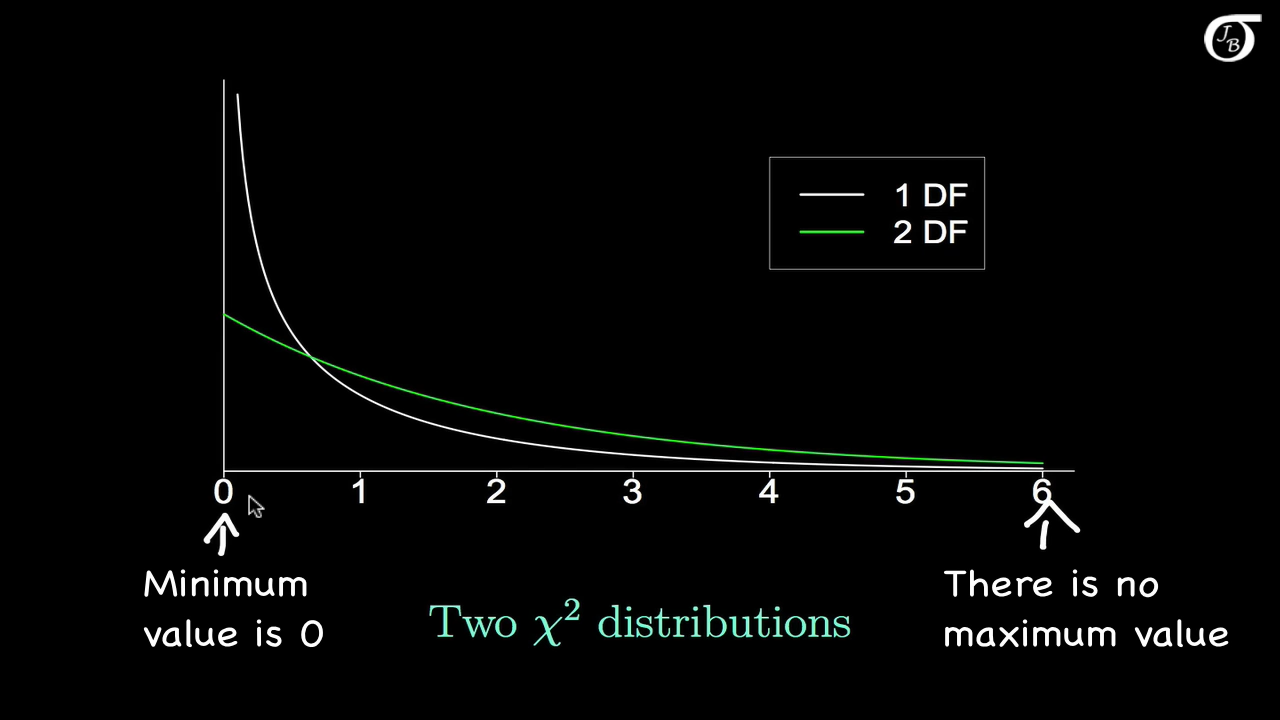 JB
1 DF
2 DF
0 1 2 3 4 5 6
Minimum
value is 0
Two χ² distributions
There is no
maximum value